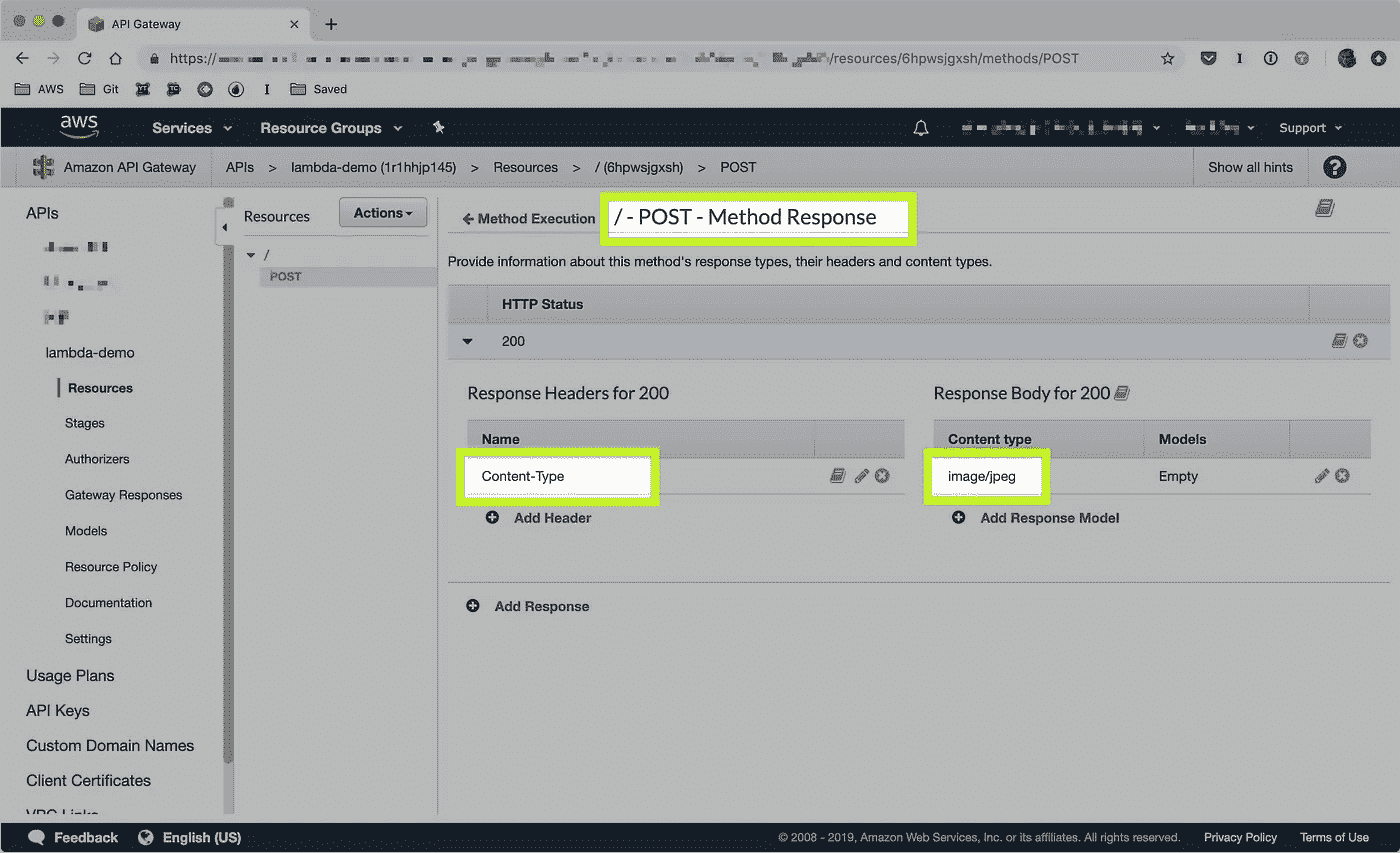 API Gateway
https://
/resources/6hpwsjgxsh/methods/POST
AWS
Git
Saved
aws
Services
Resource Groups
Support
Amazon API Gateway
APIs > lambda-demo (1r1hhjp145) > Resources > / (6hpwsjgxsh) > POST
Show all hints
APIs
lambda-demo
Resources
Stages
Authorizers
Gateway Responses
Models
Resource Policy
Documentation
Settings
Usage Plans
API Keys
Custom Domain Names
Client Certificates
VPC Links
Resources
Actions
/
POST
Method Execution
/ - POST - Method Response
Provide information about this method's response types, their headers and content types.
HTTP Status
200
Response Headers for 200
Name
Content-Type
Add Header
Response Body for 200
Content type
Models
image/jpeg
Empty
Add Response Model
Add Response
Feedback
English (US)
© 2008 - 2019, Amazon Web Services, Inc. or its affiliates. All rights reserved.
Privacy Policy
Terms of Use